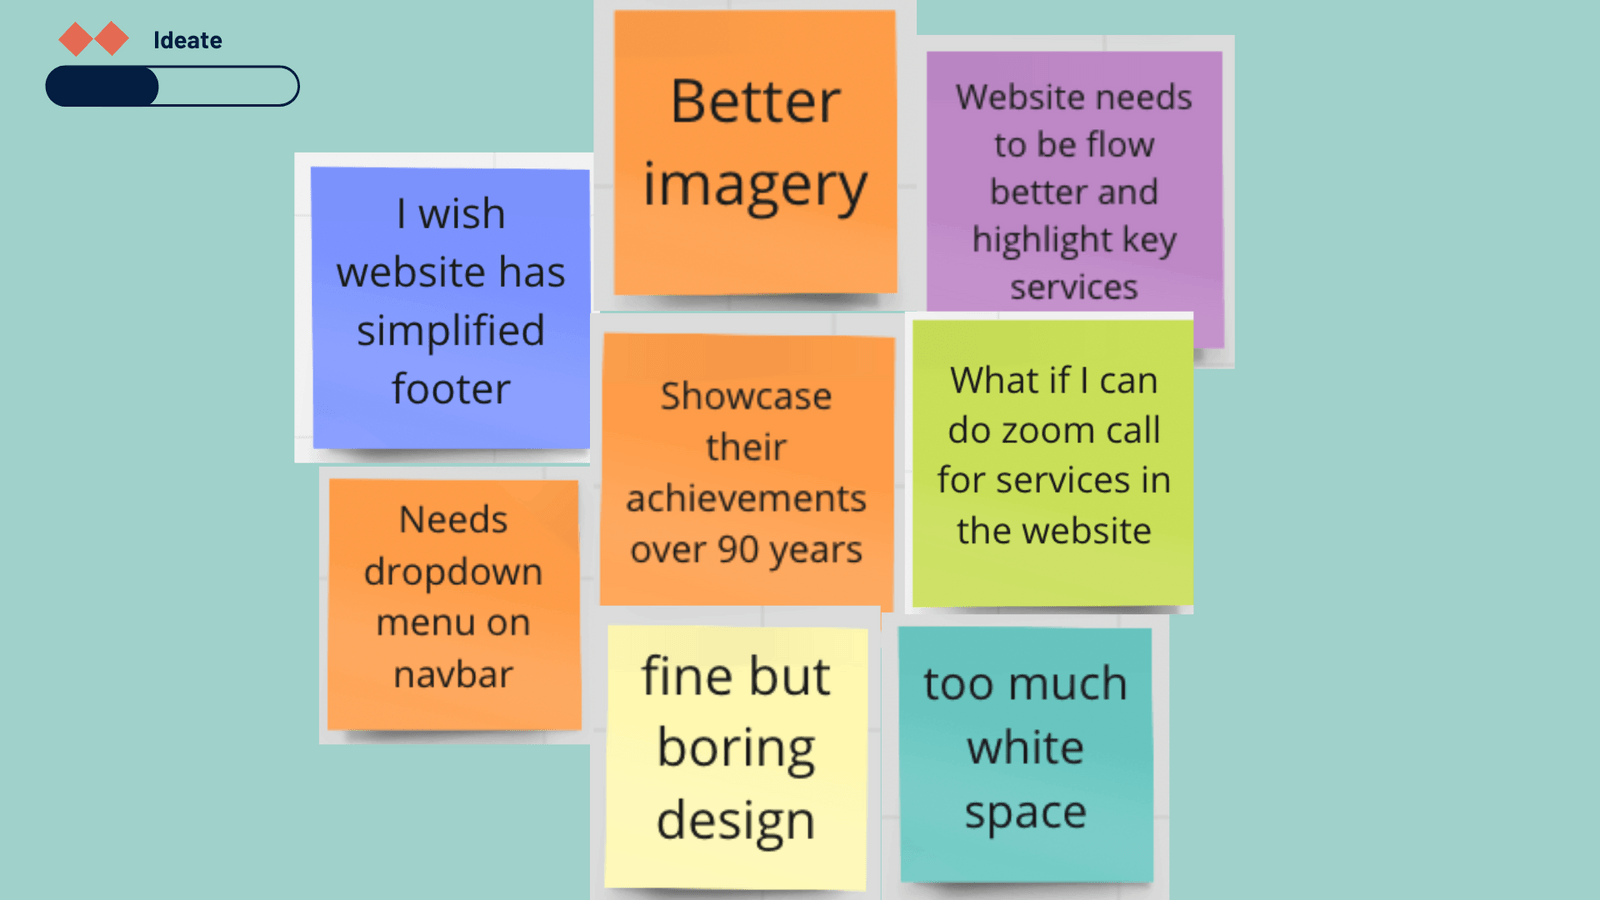 Ideate
Better
imagery
Website needs
to be flow
better and
highlight key
services
I wish
website has
simplified
footer
Showcase
their
achievements
over 90 years
What if I can
do zoom call
for services in
the website
Needs
dropdown
menu on
navbar
fine but
boring
design
too much
white
space